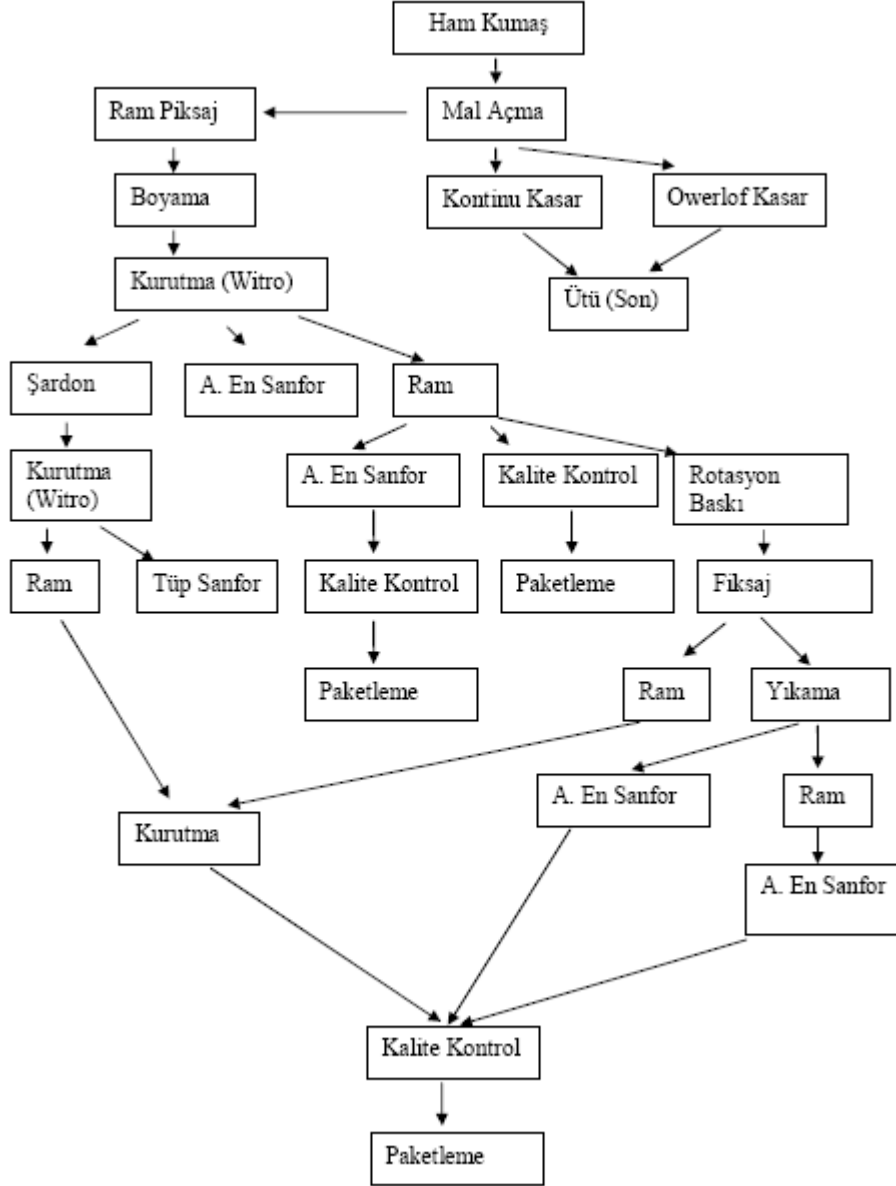 Ham Kumaş
Ram Piksaj
Mal Açma
Boyama
Kontinu Kasar
Owerlof Kasar
Kurutma (Witro)
Ütü (Son)
Şardon
A. En Sanfor
Ram
Kurutma
(Witro)
A. En Sanfor
Kalite Kontrol
Rotasyon
Baskı
Ram
Tüp Sanfor
Kalite Kontrol
Paketleme
Fiksaj
Paketleme
Ram
Yıkama
A. En Sanfor
Ram
Kurutma
A. En Sanfor
Kalite Kontrol
Paketleme